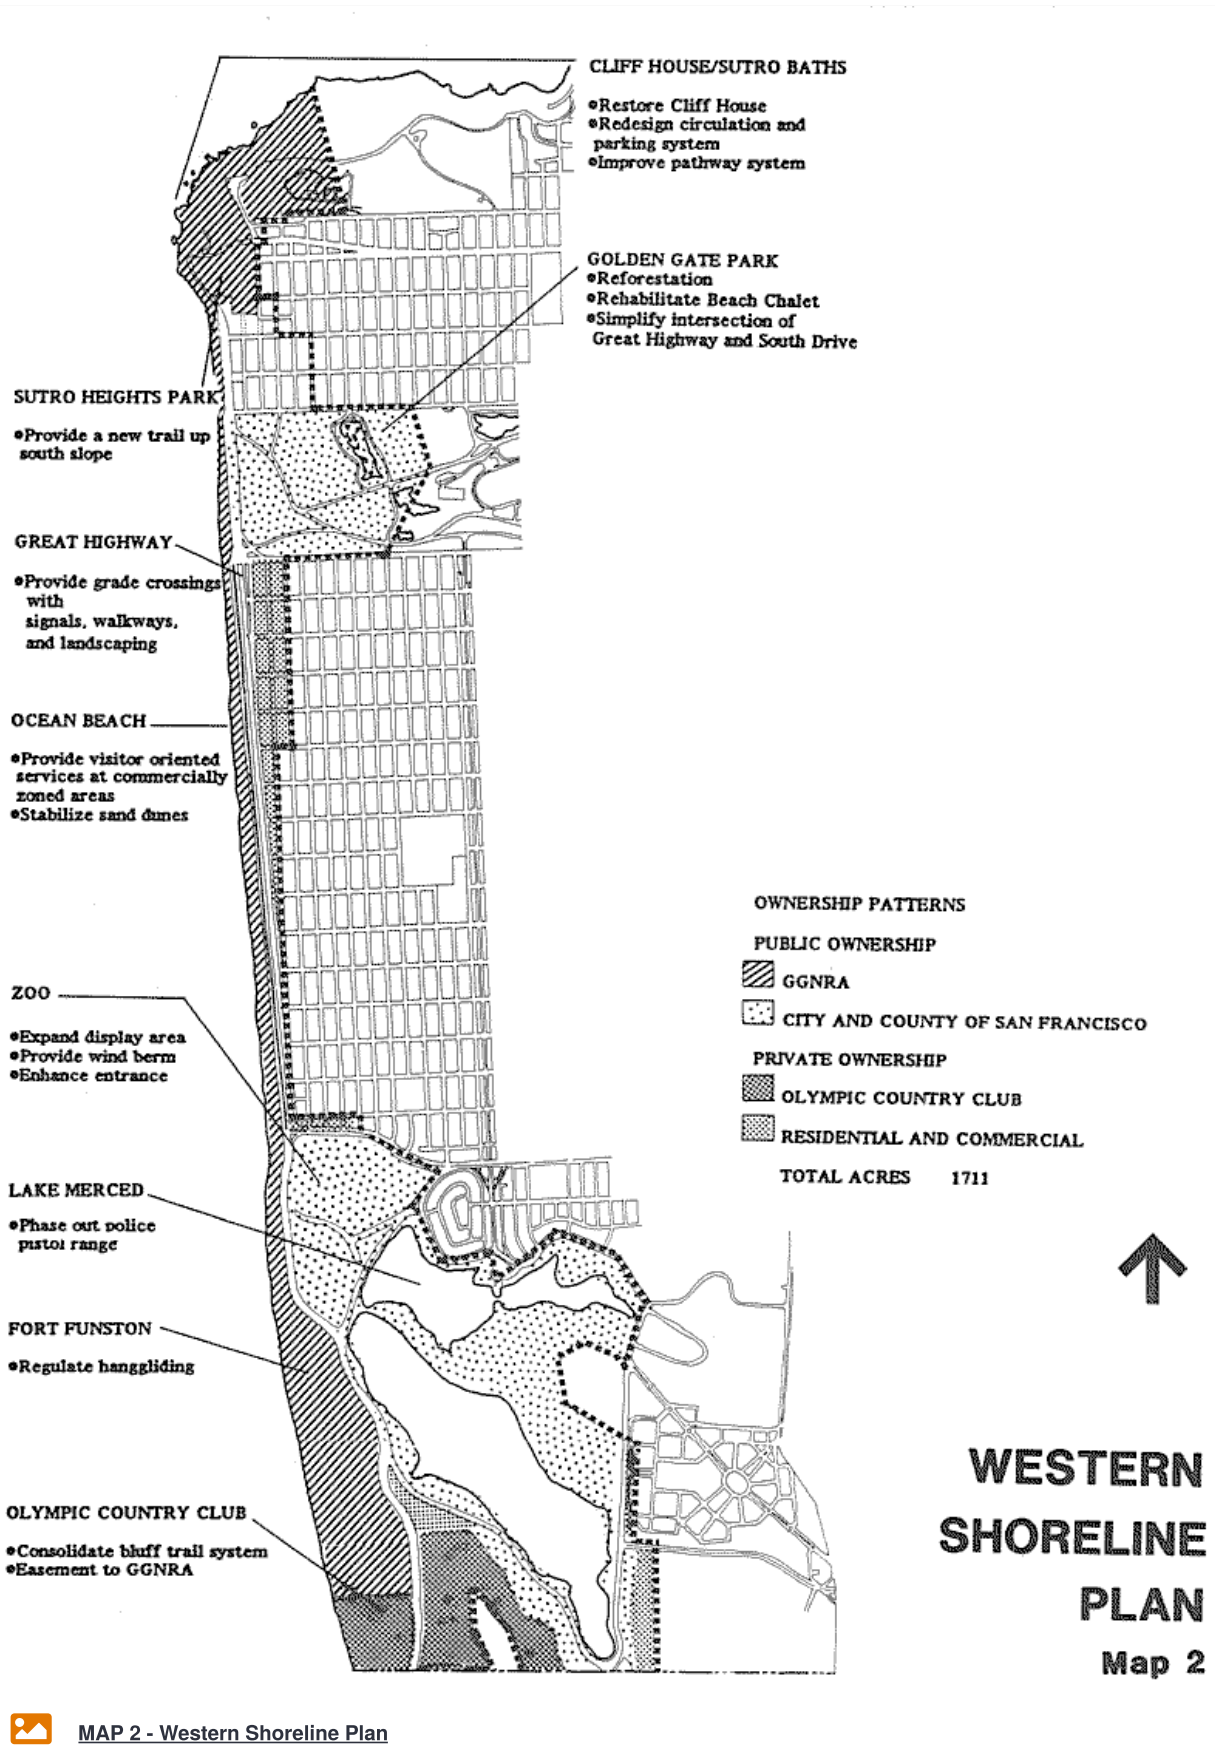 CLIFF HOUSE/SUTRO BATHS
•Restore Cliff House
•Redesign circulation and
parking system
•Improve pathway system
GOLDEN GATE PARK
•Reforestation
•Rehabilitate Beach Chalet
•Simplify intersection of
Great Highway and South Drive
SUTRO HEIGHTS PARK
•Provide a new trail up
south slope
GREAT HIGHWAY
•Provide grade crossings
with
signals, walkways,
and landscaping
OCEAN BEACH
•Provide visitor oriented
services at commercially
zoned areas
•Stabilize sand dunes
ZOO
•Expand display area
•Provide wind berm
•Enhance entrance
LAKE MERCED
•Phase out police
pistol range
FORT FUNSTON
•Regulate hanggliding
OLYMPIC COUNTRY CLUB
•Consolidate bluff trail system
•Easement to GGNRA
OWNERSHIP PATTERNS
PUBLIC OWNERSHIP
GGNRA
CITY AND COUNTY OF SAN FRANCISCO
PRIVATE OWNERSHIP
OLYMPIC COUNTRY CLUB
RESIDENTIAL AND COMMERCIAL
TOTAL ACRES 1711
WESTERN
SHORELINE
PLAN
Map 2
MAP 2 - Western Shoreline Plan